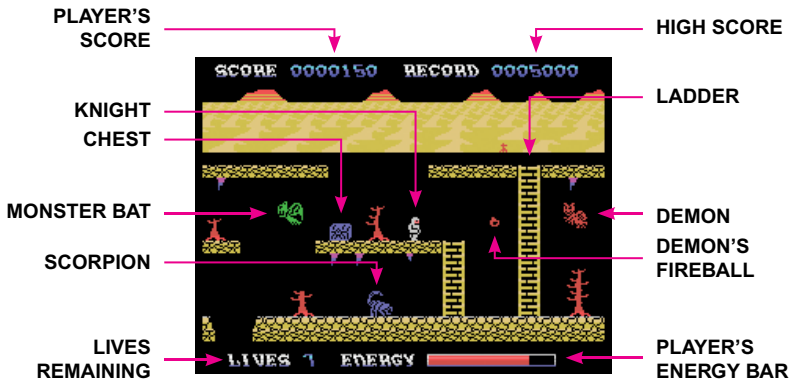 PLAYER'S
SCORE
HIGH SCORE
SCORE 0000150 RECORD 0005000
KNIGHT
LADDER
CHEST
MONSTER BAT
DEMON
SCORPION
DEMON'S
FIREBALL
LIVES
REMAINING
LIVES 7 ENERGY
PLAYER'S
ENERGY BAR